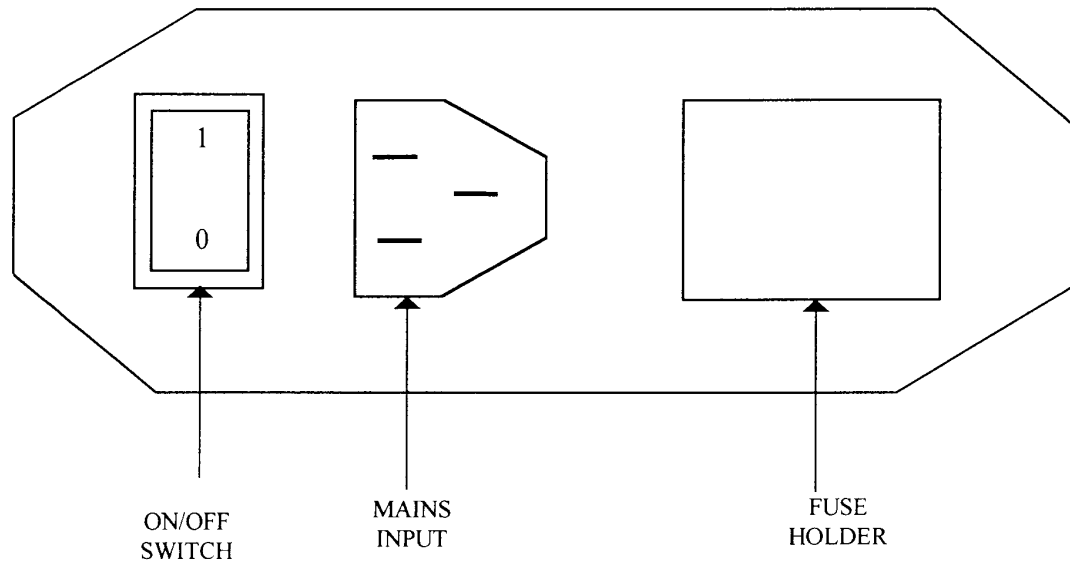 1
0
ON/OFF
SWITCH
MAINS
INPUT
FUSE
HOLDER